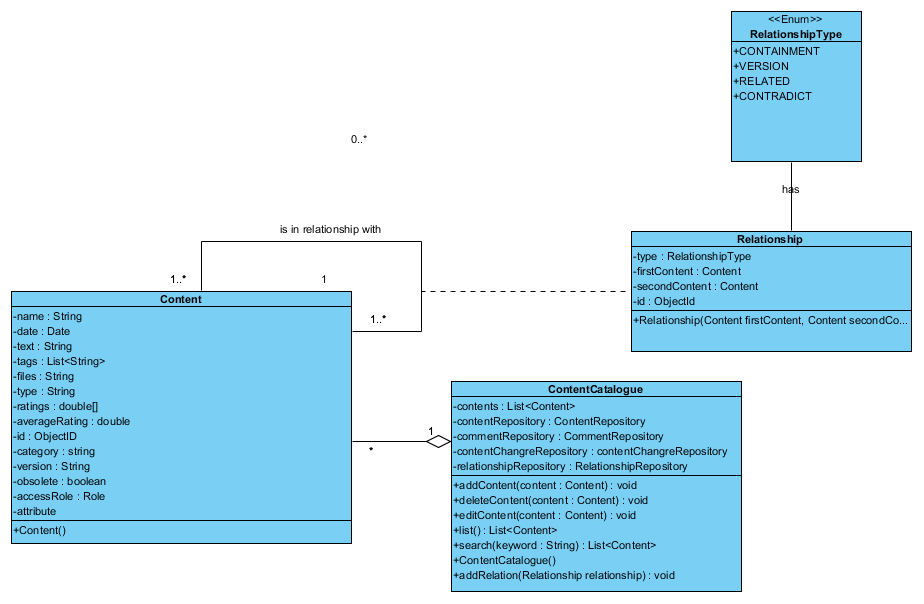 <<Enum>>
RelationshipType
+CONTAINMENT
+VERSION
+RELATED
+CONTRADICT
0..*
has
is in relationship with
Relationship
-type : RelationshipType
-firstContent : Content
-secondContent : Content
-id : ObjectId
+Relationship(Content firstContent, Content secondCo...
1..*
1
Content
-name : String
-date : Date
-text : String
-tags : List<String>
-files : String
-type : String
-ratings : double[]
-averageRating : double
-id : ObjectID
-category : string
-version : String
-obsolete : boolean
-accessRole : Role
-attribute
+Content()
1..*
1
*
ContentCatalogue
-contents : List<Content>
-contentRepository : ContentRepository
-commentRepository : CommentRepository
-contentChangreRepository : contentChangreRepository
-relationshipRepository : RelationshipRepository
+addContent(content : Content) : void
+deleteContent(content : Content) : void
+editContent(content : Content) : void
+list() : List<Content>
+search(keyword : String) : List<Content>
+ContentCatalogue()
+addRelation(Relationship relationship) : void